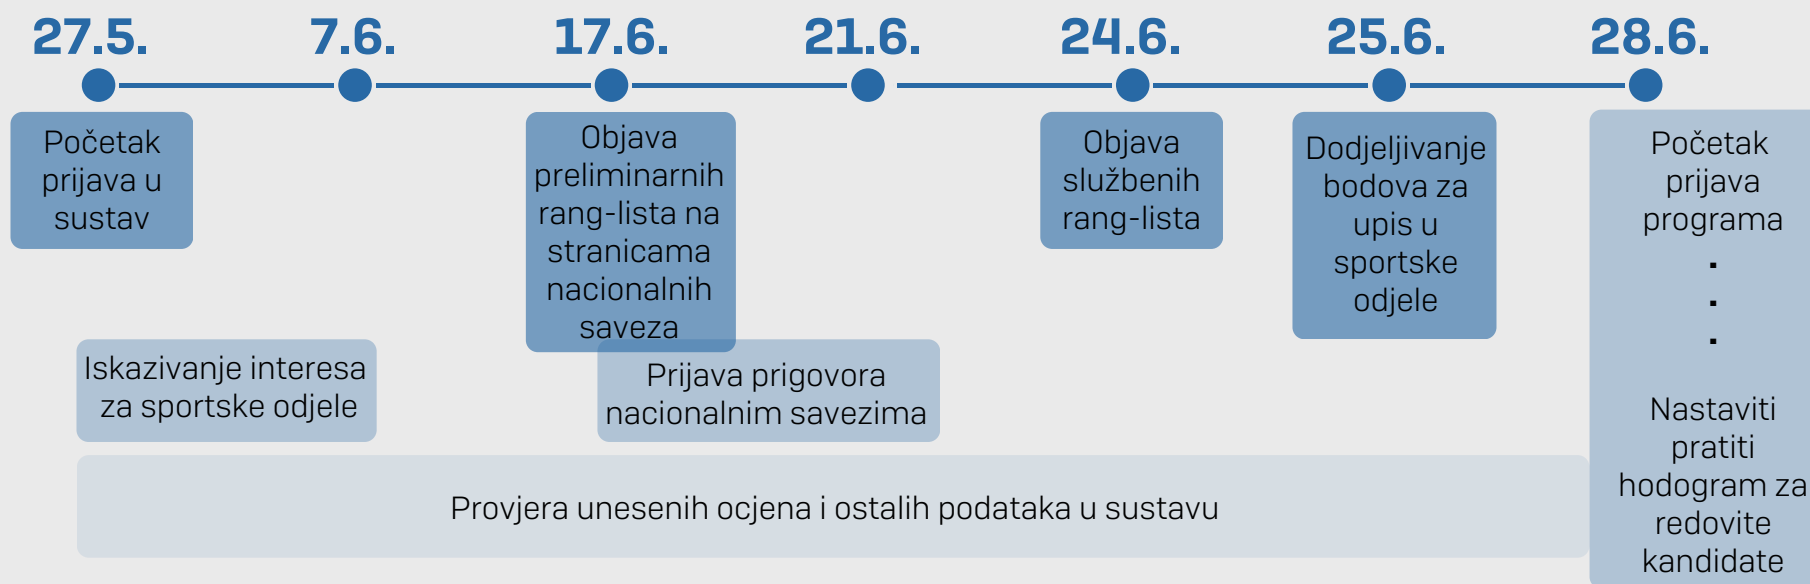 27.5.
7.6.
17.6.
21.6.
24.6.
25.6.
28.6.
Početak
prijava u
sustav
Objava
preliminarnih
rang-lista na
stranicama
nacionalnih
saveza
Objava
službenih
rang-lista
Dodjeljivanje
bodova za
upis u
sportske
odjele
Početak
prijava
programa
.
.
.
Nastaviti
pratiti
hodogram za
redovite
kandidate
Iskazivanje interesa
za sportske odjele
Prijava prigovora
nacionalnim savezima
Provjera unesenih ocjena i ostalih podataka u sustavu